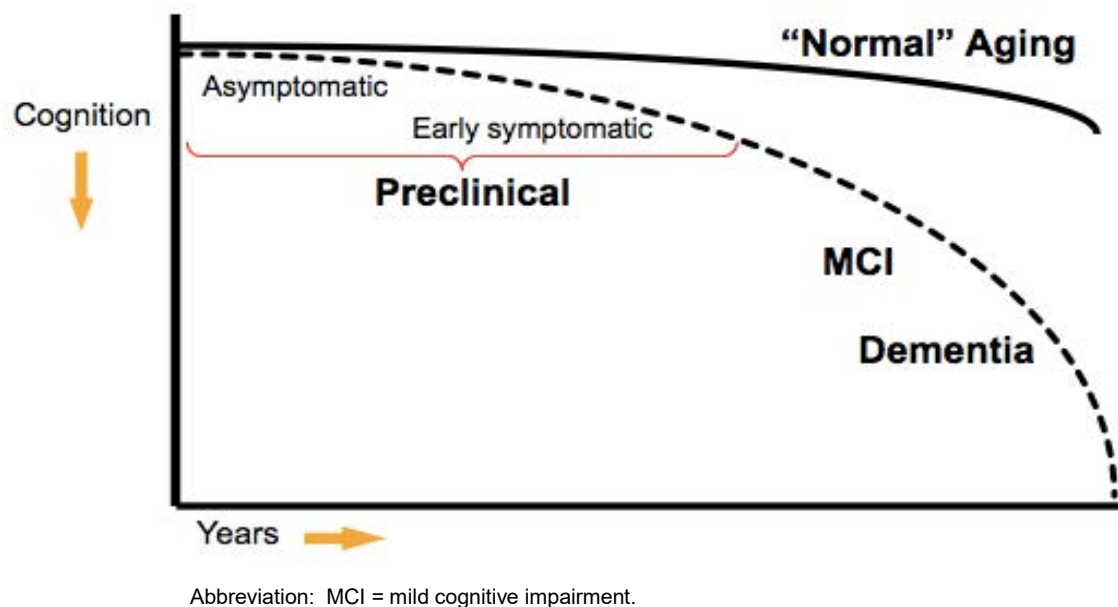 “Normal” Aging
Asymptomatic
Cognition
Early symptomatic
Preclinical
MCI
Dementia
Years
Abbreviation: MCI = mild cognitive impairment.